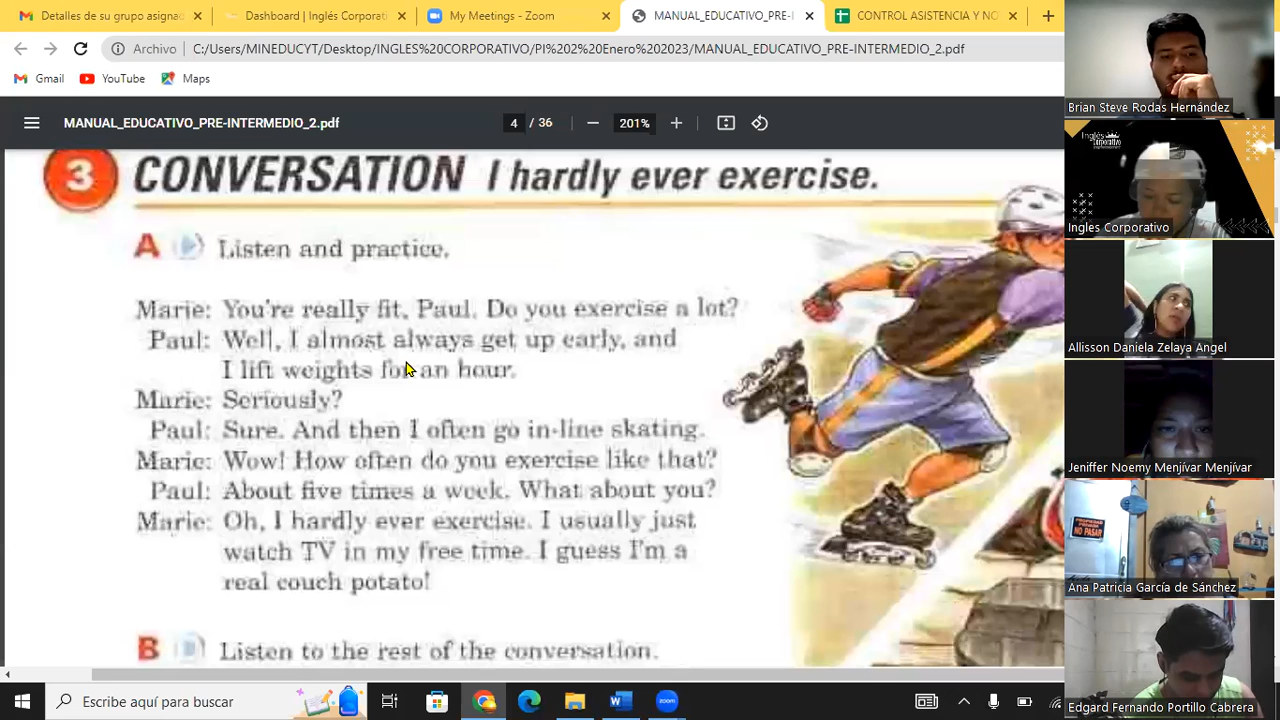 Detalles de su grupo asignad
Dashboard | Inglés Corporati
My Meetings - Zoom
MANUAL_EDUCATIVO_PRE-I
CONTROL ASISTENCIA Y NO
Archivo
C:/Users/MINEDUCYT/Desktop/INGLES%20CORPORATIVO/PI%202%20Enero%202023/MANUAL_EDUCATIVO_PRE-INTERMEDIO_2.pdf
Gmail
YouTube
Maps
MANUAL_EDUCATIVO_PRE-INTERMEDIO_2.pdf
4 / 36
201%
3 CONVERSATION I hardly ever exercise.
A Listen and practice.
Marie: You're really fit, Paul. Do you exercise a lot?
Paul: Well, I almost always get up early, and
I lift weights for an hour.
Marie: Seriously?
Paul: Sure. And then I often go in-line skating.
Marie: Wow! How often do you exercise like that?
Paul: About five times a week. What about you?
Marie: Oh, I hardly ever exercise. I usually just
watch TV in my free time. I guess I'm a
real couch potato!
B Listen to the rest of the conversation.
Brian Steve Rodas Hernández
Inglés
Corporativo
Ingles Corporativo
Allisson Daniela Zelaya Angel
Jeniffer Noemy Menjívar Menjívar
NO PASAR
Ana Patricia García de Sánchez
Edgard Fernando Portillo Cabrera
Escribe aquí para buscar